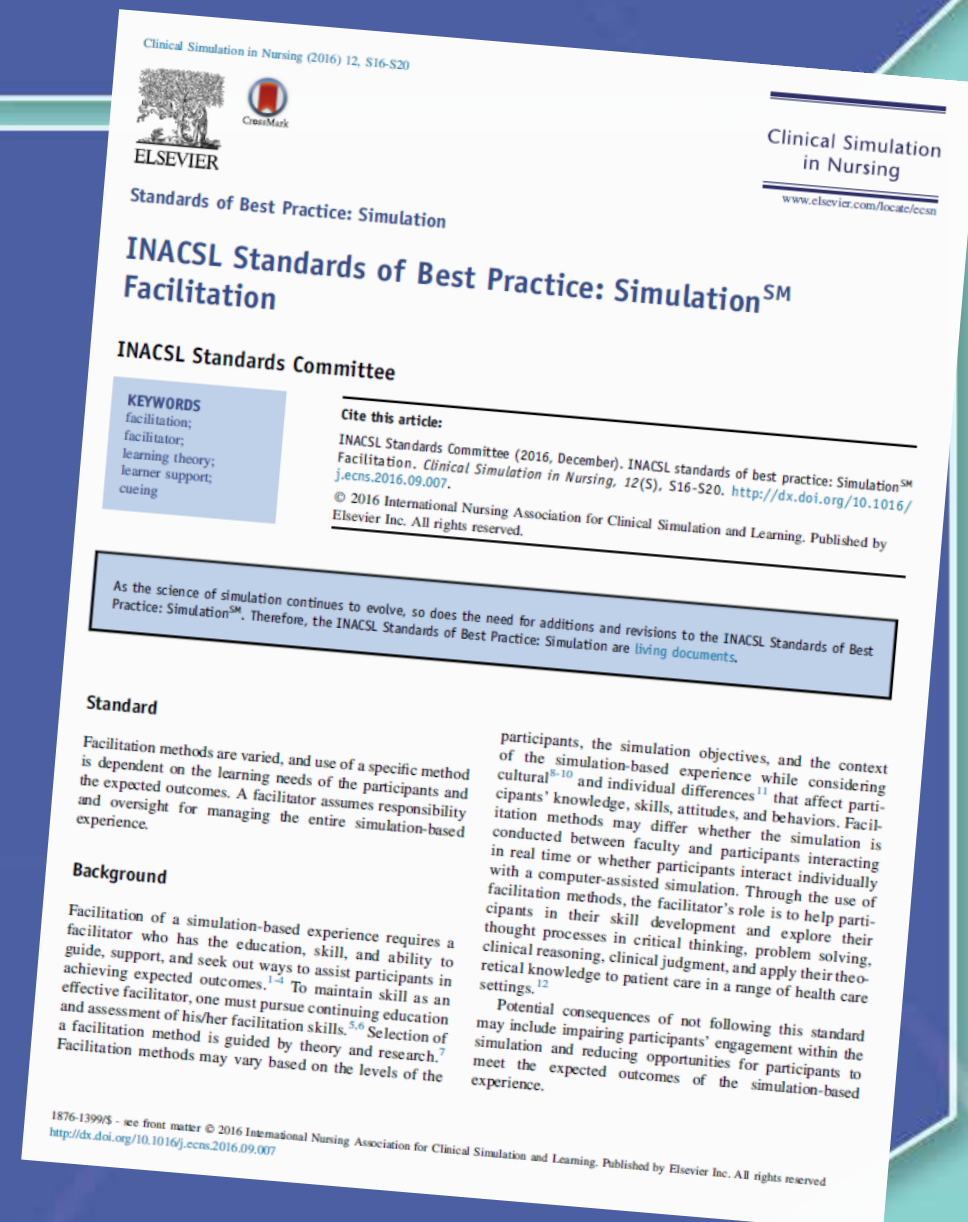 Clinical Simulation in Nursing (2016) 12, S16-S20
ELSEVIER
CrossMark
Clinical Simulation
in Nursing
www.elsevier.com/locate/ecsn
Standards of Best Practice: Simulation
INACSL Standards of Best Practice: Simulation℠
Facilitation
INACSL Standards Committee
KEYWORDS
facilitation;
facilitator;
learning theory;
learner support;
cueing
Cite this article:
INACSL Standards Committee (2016, December). INACSL standards of best practice: Simulation℠
Facilitation. Clinical Simulation in Nursing, 12(S), S16-S20. http://dx.doi.org/10.1016/
j.ecns.2016.09.007.
© 2016 International Nursing Association for Clinical Simulation and Learning. Published by
Elsevier Inc. All rights reserved.
As the science of simulation continues to evolve, so does the need for additions and revisions to the INACSL Standards of Best
Practice: Simulation℠. Therefore, the INACSL Standards of Best Practice: Simulation are living documents.
Standard
Facilitation methods are varied, and use of a specific method
is dependent on the learning needs of the participants and
the expected outcomes. A facilitator assumes responsibility
and oversight for managing the entire simulation-based
experience.
Background
Facilitation of a simulation-based experience requires a
facilitator who has the education, skill, and ability to
guide, support, and seek out ways to assist participants in
achieving expected outcomes.1-4 To maintain skill as an
effective facilitator, one must pursue continuing education
and assessment of his/her facilitation skills.5,6 Selection of
a facilitation method is guided by theory and research.7
Facilitation methods may vary based on the levels of the
participants, the simulation objectives, and the context
of the simulation-based experience while considering
cultural8-10 and individual differences11 that affect parti-
cipants' knowledge, skills, attitudes, and behaviors. Facil-
itation methods may differ whether the simulation is
conducted between faculty and participants interacting
in real time or whether participants interact individually
with a computer-assisted simulation. Through the use of
facilitation methods, the facilitator's role is to help parti-
cipants in their skill development and explore their
thought processes in critical thinking, problem solving,
clinical reasoning, clinical judgment, and apply their theo-
retical knowledge to patient care in a range of health care
settings.12
Potential consequences of not following this standard
may include impairing participants' engagement within the
simulation and reducing opportunities for participants to
meet the expected outcomes of the simulation-based
experience.
1876-1399/$ - see front matter © 2016 International Nursing Association for Clinical Simulation and Learning. Published by Elsevier Inc. All rights reserved
http://dx.doi.org/10.1016/j.ecns.2016.09.007